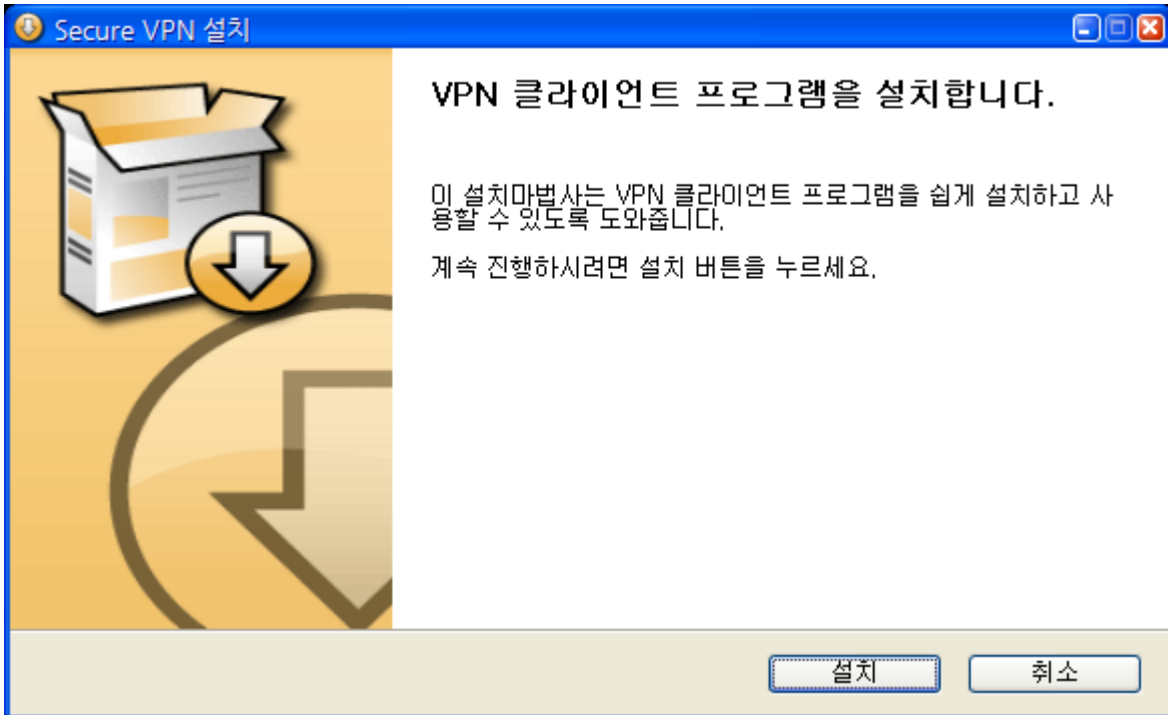 Secure VPN 설치
VPN 클라이언트 프로그램을 설치합니다.
이 설치마법사는 VPN 클라이언트 프로그램을 쉽게 설치하고 사
용할 수 있도록 도와줍니다.
계속 진행하시려면 설치 버튼을 누르세요.
설치
취소